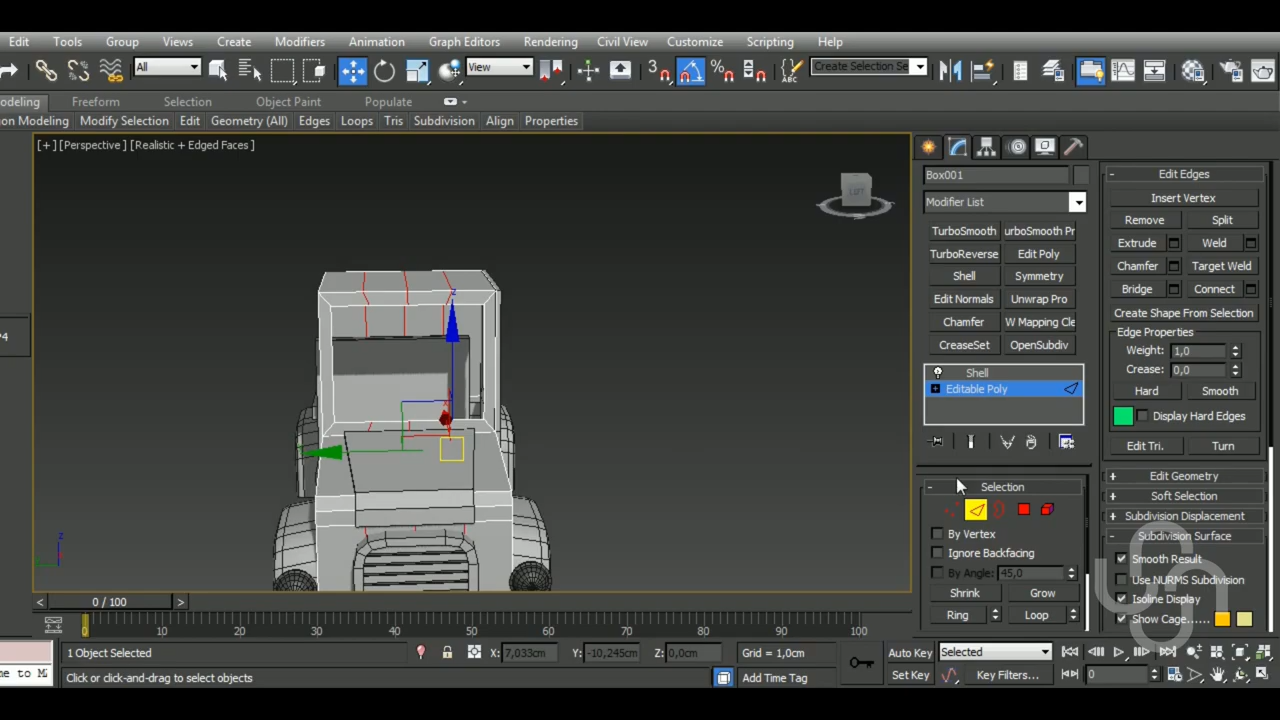 Edit Tools Group Views Create Modifiers Animation Graph Editors Rendering Civil View Customize Scripting Help
All View 3 ABC Create Selection Se
odeling Freeform Selection Object Paint Populate
on Modeling Modify Selection Edit Geometry (All) Edges Loops Tris Subdivision Align Properties
[+][Perspective][Realistic + Edged Faces]
LEFT
z
P4
z
0 / 100
0 10 20 30 40 50 60 70 80 90 100
1 Object Selected X: 7,033cm Y: -10,245cm Z: 0,0cm Grid = 1,0cm
to Mi Click or click-and-drag to select objects Add Time Tag
Auto Key Selected
Set Key Key Filters... 0
Box001
Modifier List
TurboSmooth urboSmooth Pr
TurboReverse Edit Poly
Shell Symmetry
Edit Normals Unwrap Pro
Chamfer W Mapping Cle
CreaseSet OpenSubdiv
Shell
Editable Poly
- Selection
By Vertex
Ignore Backfacing
By Angle: 45,0
Shrink Grow
Ring Loop
- Edit Edges
Insert Vertex
Remove Split
Extrude Weld
Chamfer Target Weld
Bridge Connect
Create Shape From Selection
Edge Properties
Weight: 1,0
Crease: 0,0
Hard Smooth
Display Hard Edges
Edit Tri. Turn
+ Edit Geometry
+ Soft Selection
+ Subdivision Displacement
- Subdivision Surface
Smooth Result
Use NURMS Subdivision
Isoline Display
Show Cage......